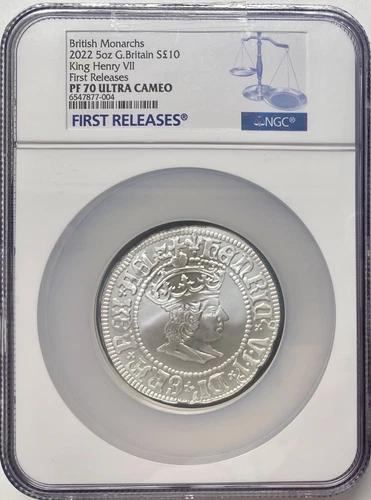 British Monarchs
2022 5oz G.Britain S£10
King Henry VII
First Releases
PF 70 ULTRA CAMEO
6547877-004
FIRST RELEASES®
NGC®